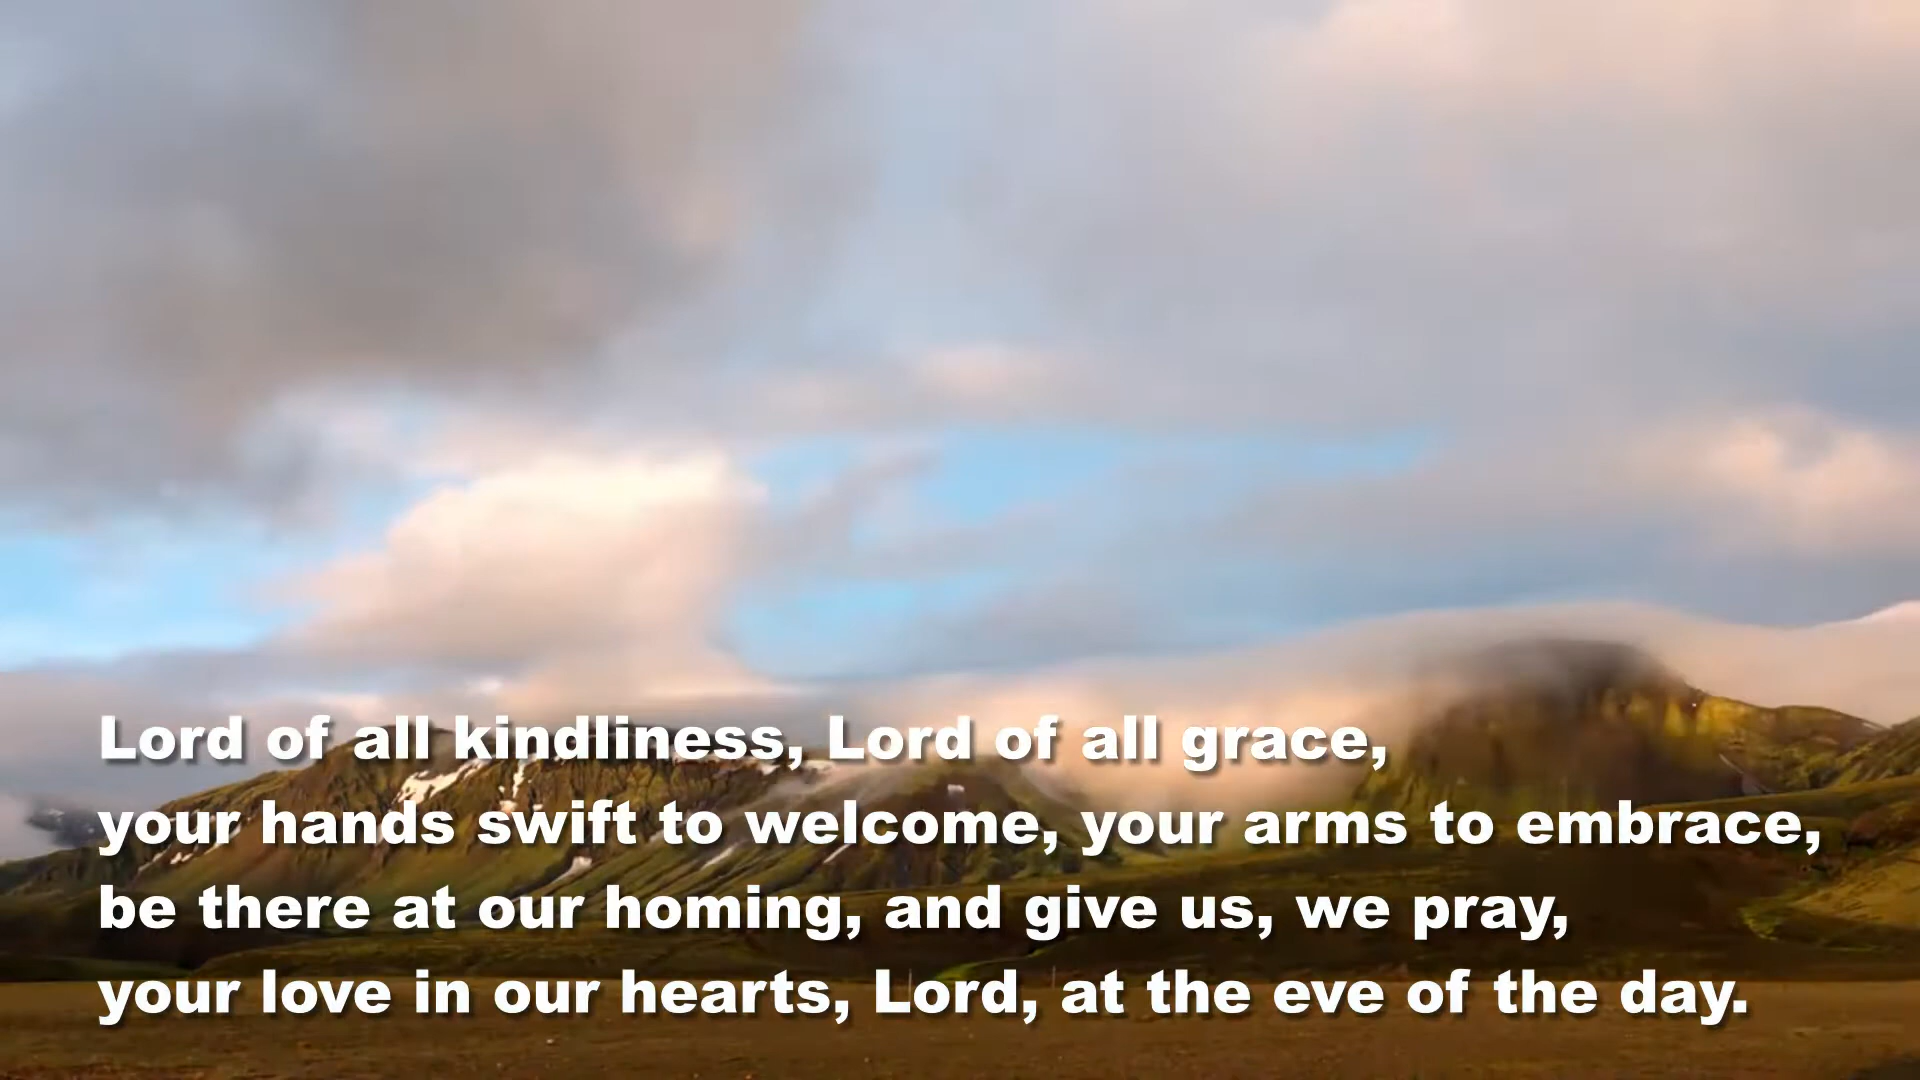 Lord of all kindliness, Lord of all grace,
your hands swift to welcome, your arms to embrace,
be there at our homing, and give us, we pray,
your love in our hearts, Lord, at the eve of the day.